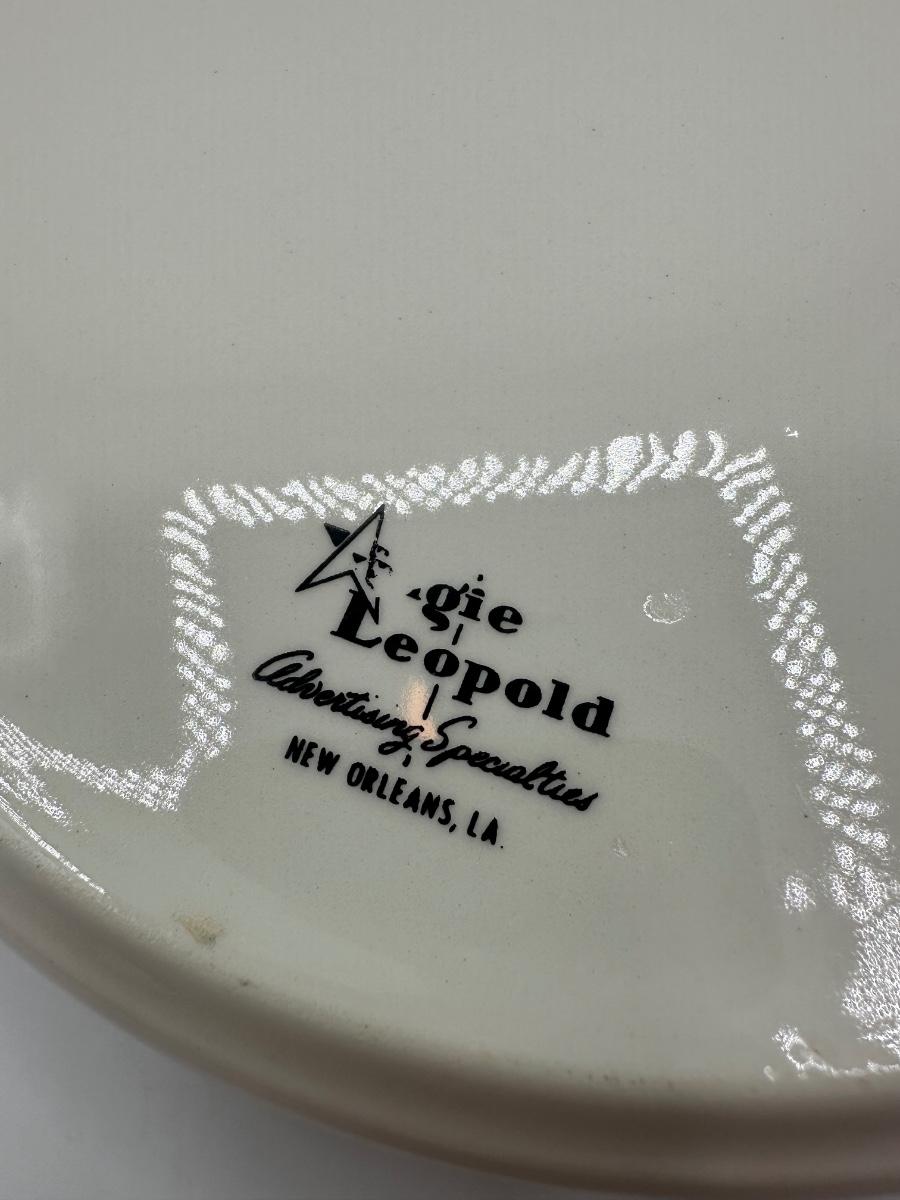 gie
Leopold
Advertising Specialties
NEW ORLEANS, LA.